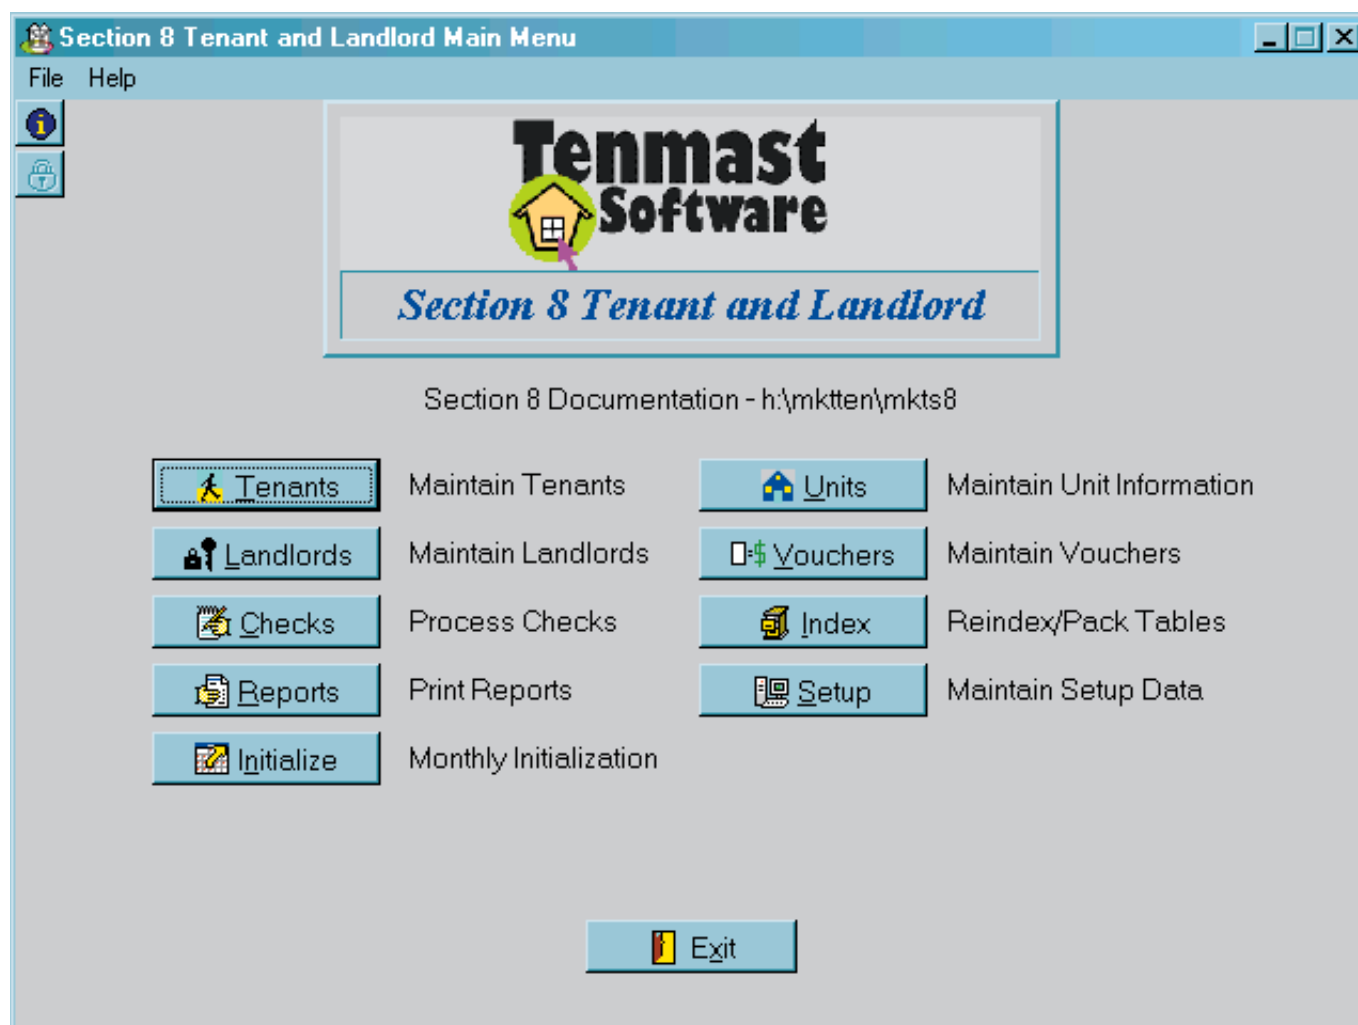 Section 8 Tenant and Landlord Main Menu
File Help
Tenmast
Software
Section 8 Tenant and Landlord
Section 8 Documentation - h:\mktten\mkts8
Tenants Maintain Tenants Units Maintain Unit Information
Landlords Maintain Landlords Vouchers Maintain Vouchers
Checks Process Checks Index Reindex/Pack Tables
Reports Print Reports Setup Maintain Setup Data
Initialize Monthly Initialization
Exit